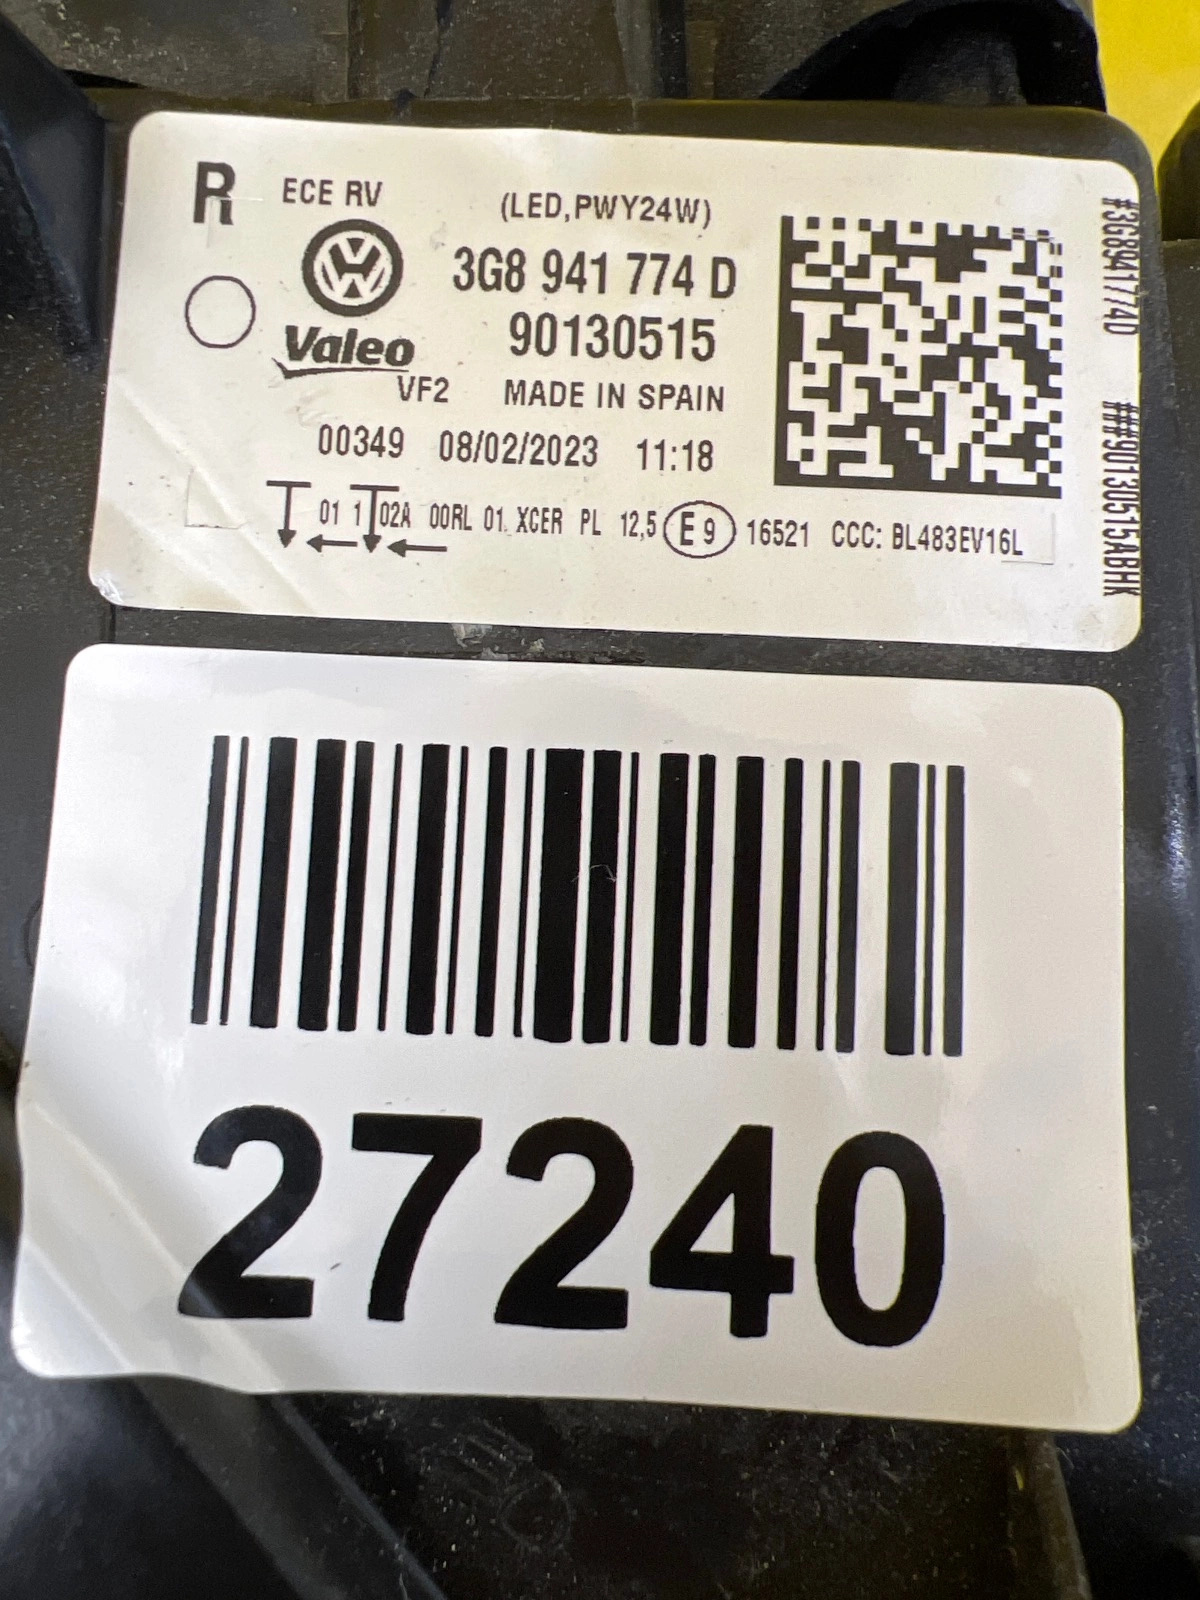 R ECE RV (LED,PWY24W)
3G8 941 774 D
Valeo 90130515
VF2 MADE IN SPAIN
00349 08/02/2023 11:18
01 1 02A 00RL 01 XCER PL 12,5 E9 16521 CCC: BL483EV16L
#3G8941774D ###90130515ABHK
27240